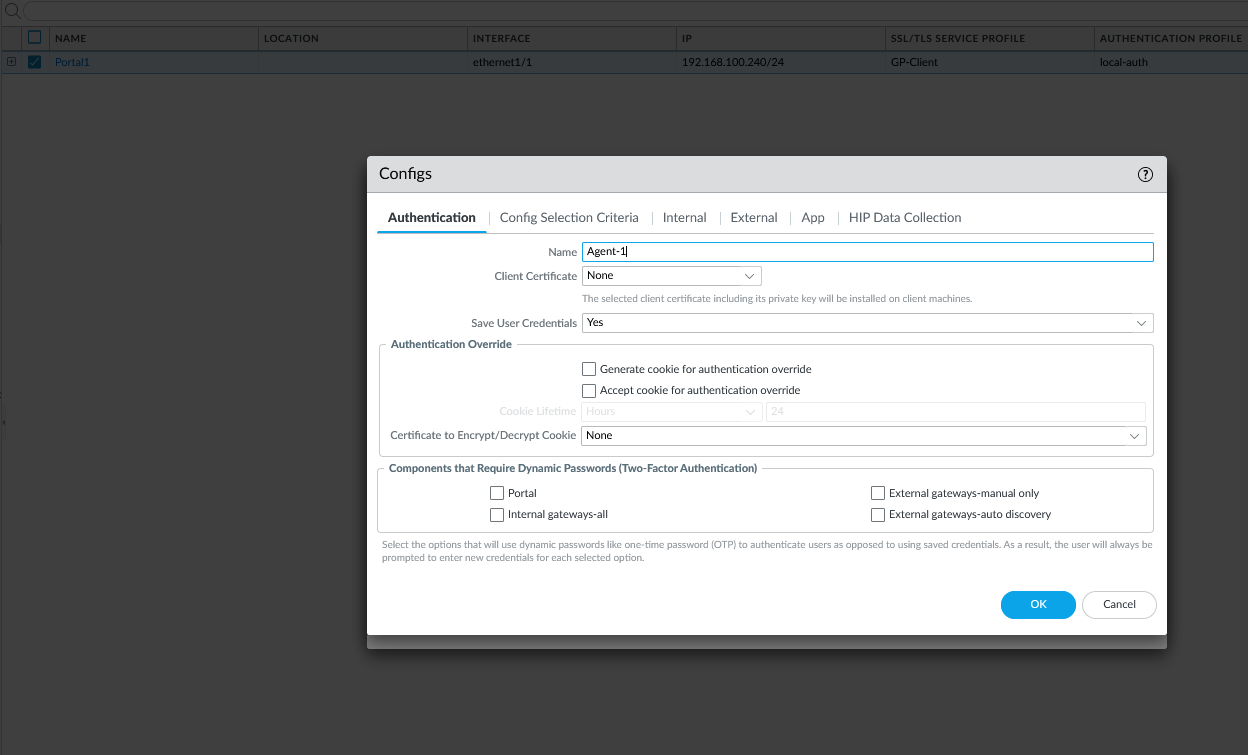 NAME LOCATION INTERFACE IP SSL/TLS SERVICE PROFILE AUTHENTICATION PROFILE
Portal1 ethernet1/1 192.168.100.240/24 GP-Client local-auth
Configs
Authentication Config Selection Criteria Internal External App HIP Data Collection
Name Agent-1
Client Certificate None
The selected client certificate including its private key will be installed on client machines.
Save User Credentials Yes
Authentication Override
Generate cookie for authentication override
Accept cookie for authentication override
Cookie Lifetime Hours 24
Certificate to Encrypt/Decrypt Cookie None
Components that Require Dynamic Passwords (Two-Factor Authentication)
Portal External gateways-manual only
Internal gateways-all External gateways-auto discovery
Select the options that will use dynamic passwords like one-time password (OTP) to authenticate users as opposed to using saved credentials. As a result, the user will always be
prompted to enter new credentials for each selected option.
OK Cancel